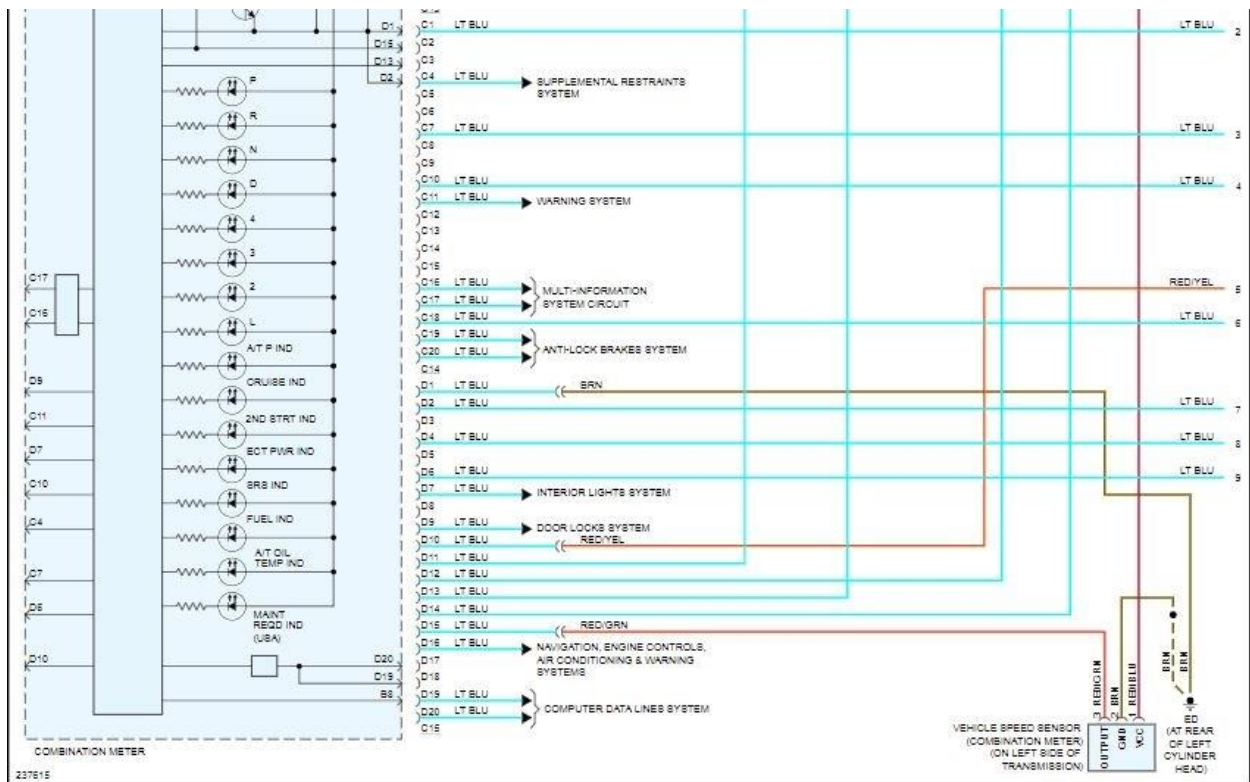 D1
D15
D13
D2
P
R
N
D
4
3
2
L
A/T P IND
CRUISE IND
2ND STRT IND
ECT PWR IND
SRS IND
FUEL IND
A/T OIL
TEMP IND
MAINT
REQD IND
(USA)
C17
C16
D9
C11
D7
C10
C4
C7
D10
D20
D19
B8
COMBINATION METER
237615
C1 LT BLU LT BLU 2
C2
C3
C4 LT BLU SUPPLEMENTAL RESTRAINTS
SYSTEM
C5
C6
C7 LT BLU LT BLU 3
C8
C9
C10 LT BLU LT BLU 4
C11 LT BLU WARNING SYSTEM
C12
C13
C14
C15
C16 LT BLU MULTI-INFORMATION
C17 LT BLU SYSTEM CIRCUIT
RED/YEL 5
C18 LT BLU LT BLU 6
C19 LT BLU
C20 LT BLU ANTI-LOCK BRAKES SYSTEM
C14
D1 LT BLU BRN
D2 LT BLU LT BLU 7
D3
D4 LT BLU LT BLU 8
D5
D6 LT BLU LT BLU 9
D7 LT BLU INTERIOR LIGHTS SYSTEM
D8
D9 LT BLU DOOR LOCKS SYSTEM
D10 LT BLU RED/YEL
D11 LT BLU
D12 LT BLU
D13 LT BLU
D14 LT BLU
D15 LT BLU RED/GRN
D16 LT BLU NAVIGATION, ENGINE CONTROLS,
AIR CONDITIONING & WARNING
SYSTEMS
D17
D18
D19 LT BLU
D20 LT BLU COMPUTER DATA LINES SYSTEM
C15
BRN
BRN
3 RED/GRN
2 BRN
1 RED/BLU
OUTPUT
GND
VCC
VEHICLE SPEED SENSOR
(COMBINATION METER)
(ON LEFT SIDE OF
TRANSMISSION)
ED
(AT REAR
OF LEFT
CYLINDER
HEAD)